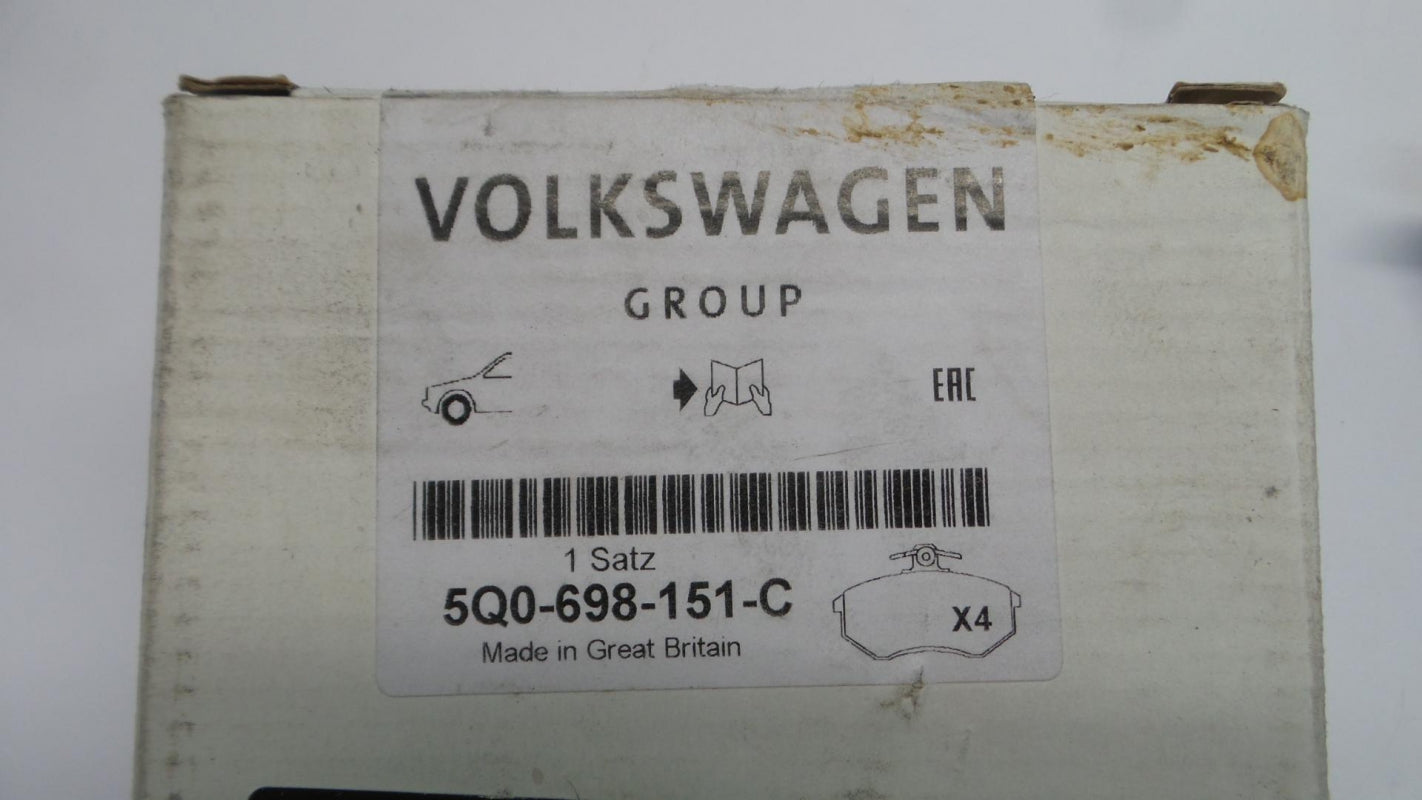 VOLKSWAGEN
GROUP
EAC
1 Satz
5Q0-698-151-C
X4
Made in Great Britain